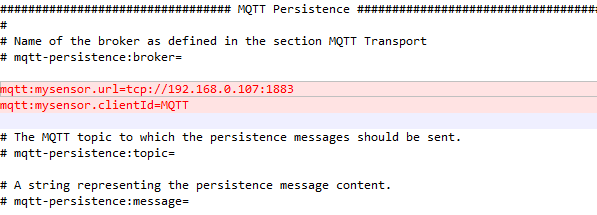 ################################# MQTT Persistence ##################################
#
# Name of the broker as defined in the section MQTT Transport
# mqtt-persistence:broker=
mqtt:mysensor.url=tcp://192.168.0.107:1883
mqtt:mysensor.clientId=MQTT
# The MQTT topic to which the persistence messages should be sent.
# mqtt-persistence:topic=
# A string representing the persistence message content.
# mqtt-persistence:message=